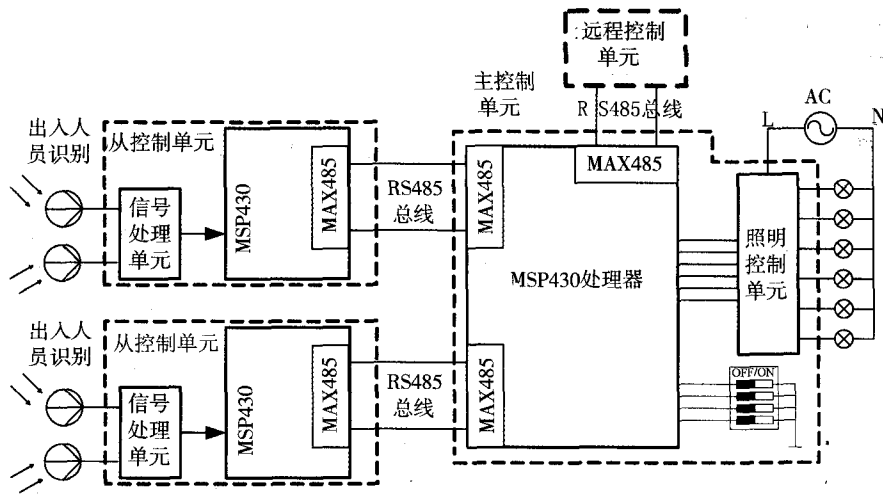 远程控制
单元
主控制
单元
R S485总线
AC
L
N
出入人
员识别
从控制单元
信号
处理
单元
MSP430
MAX485
RS485
总线
MAX485
MAX485
MSP430处理器
照明
控制
单元
出入人
员识别
从控制单元
信号
处理
单元
MSP430
MAX485
RS485
总线
MAX485
OFF/ON